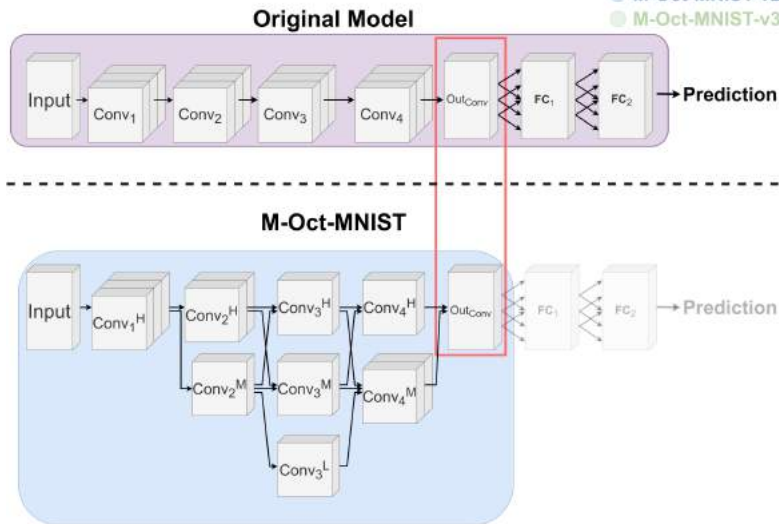 M-Oct-MNIST-v3
Original Model
Input
Conv1
Conv2
Conv3
Conv4
OutConv
FC1
FC2
Prediction
M-Oct-MNIST
Input
Conv1H
Conv2H
Conv3H
Conv4H
OutConv
FC1
FC2
Prediction
Conv2M
Conv3M
Conv4M
Conv3L